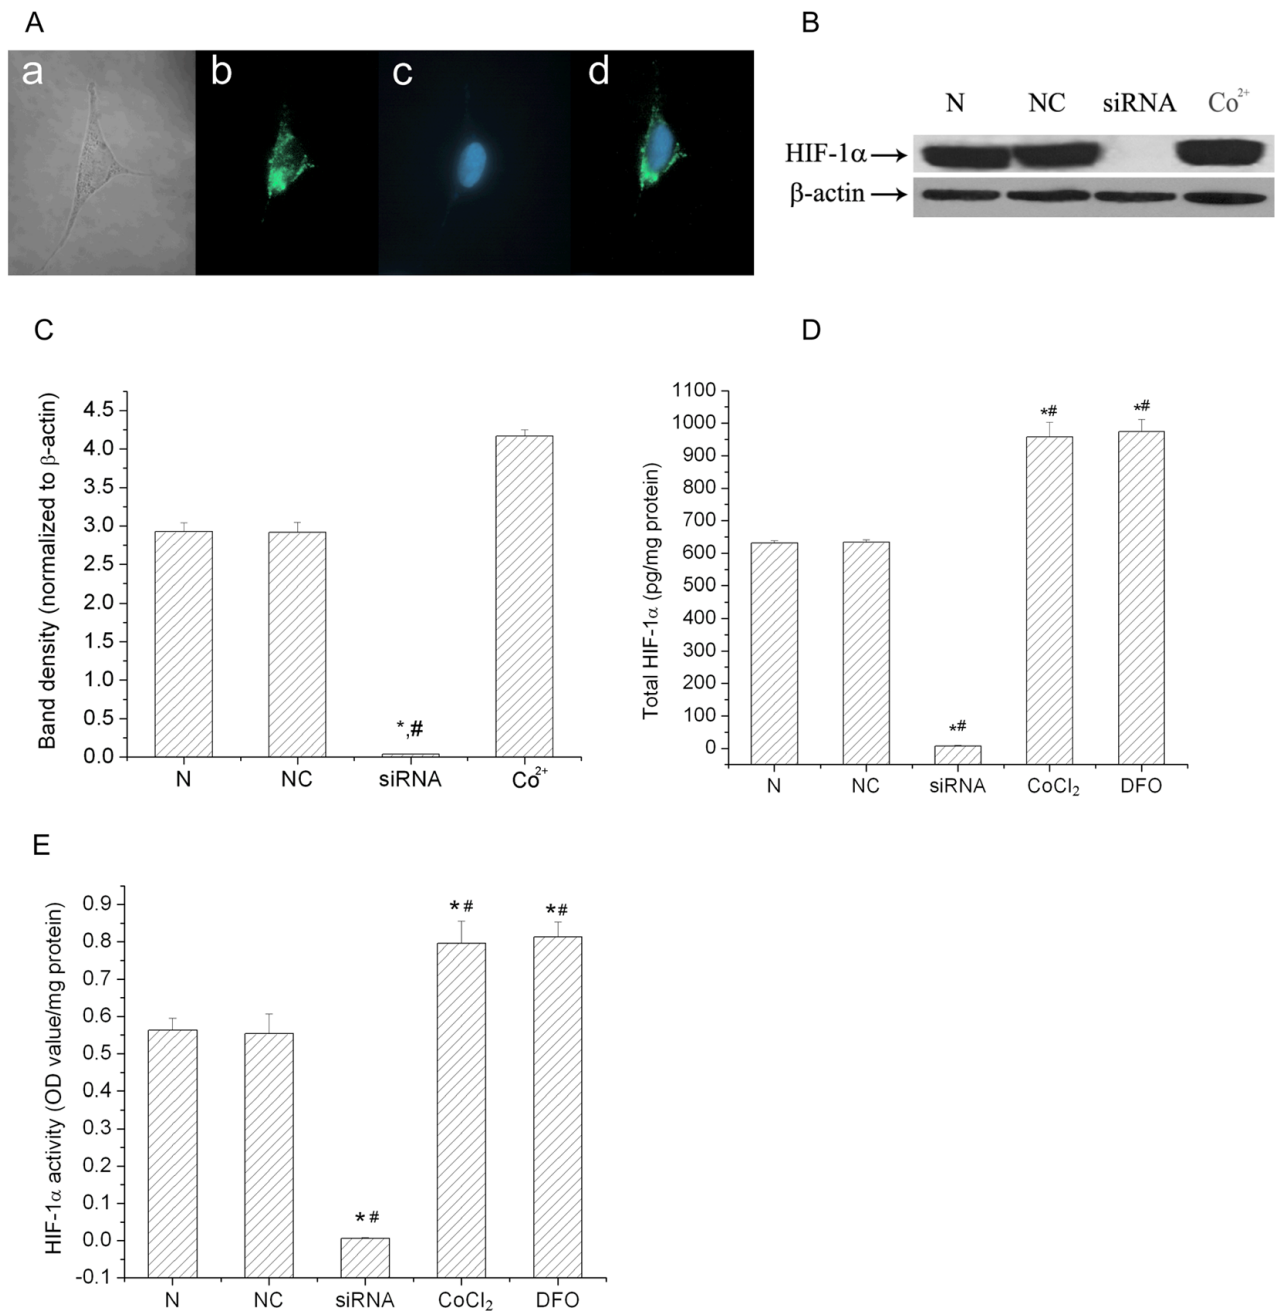 A
a b c d
B
N NC siRNA Co²⁺
HIF-1α
β-actin
C
Band density (normalized to β-actin)
4.5
4.0
3.5
3.0
2.5
2.0
1.5
1.0
0.5
0.0
*,#
N NC siRNA Co²⁺
D
Total HIF-1α (pg/mg protein)
1100
1000
900
800
700
600
500
400
300
200
100
0
*# *# *#
N NC siRNA CoCl₂ DFO
E
HIF-1α activity (OD value/mg protein)
0.9
0.8
0.7
0.6
0.5
0.4
0.3
0.2
0.1
0.0
-0.1
*# *# *#
N NC siRNA CoCl₂ DFO